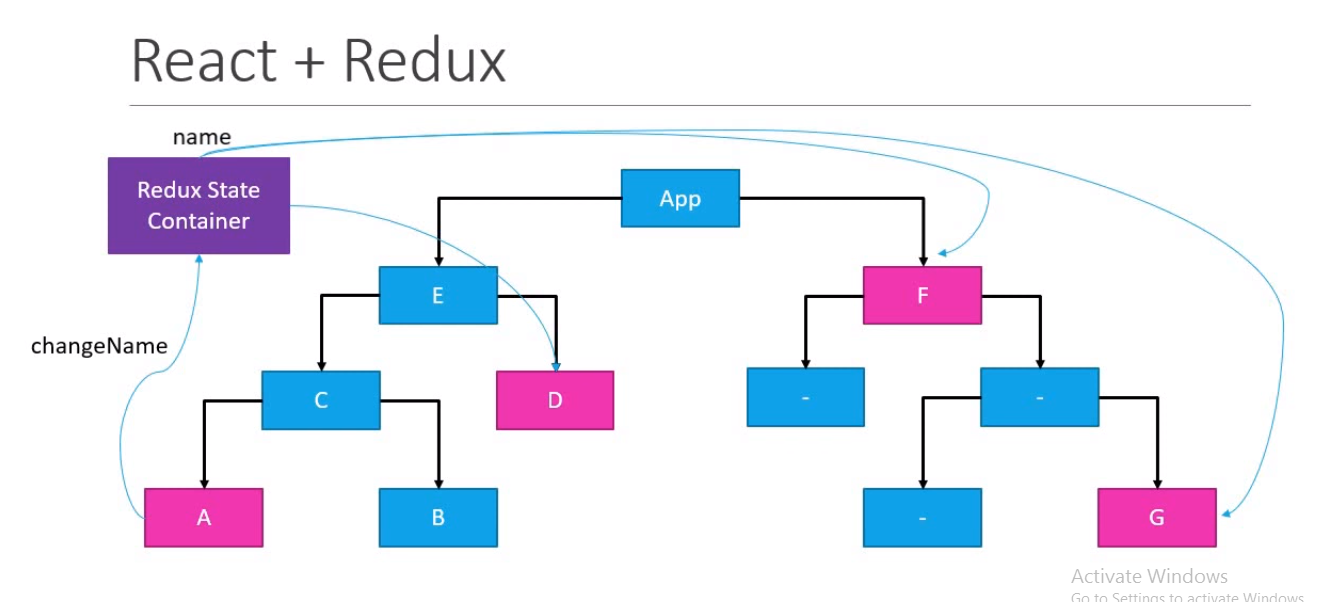 React + Redux
name
Redux State
Container
App
E
F
changeName
C
D
-
-
A
B
-
G
Activate Windows
Go to Settings to activate Windows